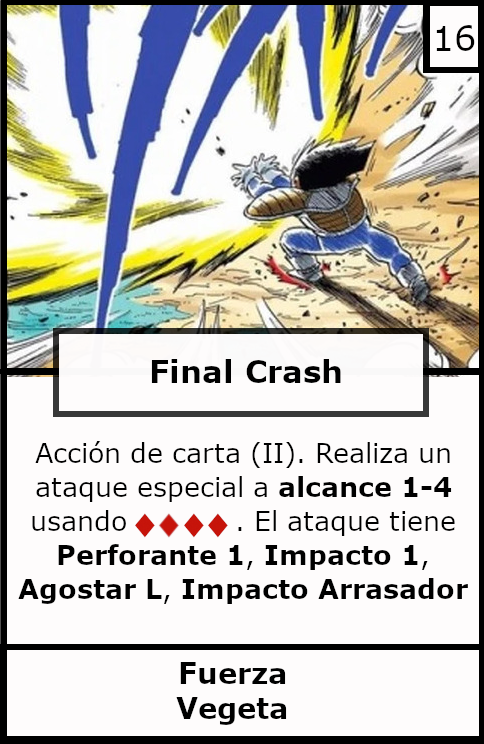 16
Final Crash
Acción de carta (II). Realiza un
ataque especial a alcance 1-4
usando ♦♦♦♦. El ataque tiene
Perforante 1, Impacto 1,
Agostar L, Impacto Arrasador
Fuerza
Vegeta